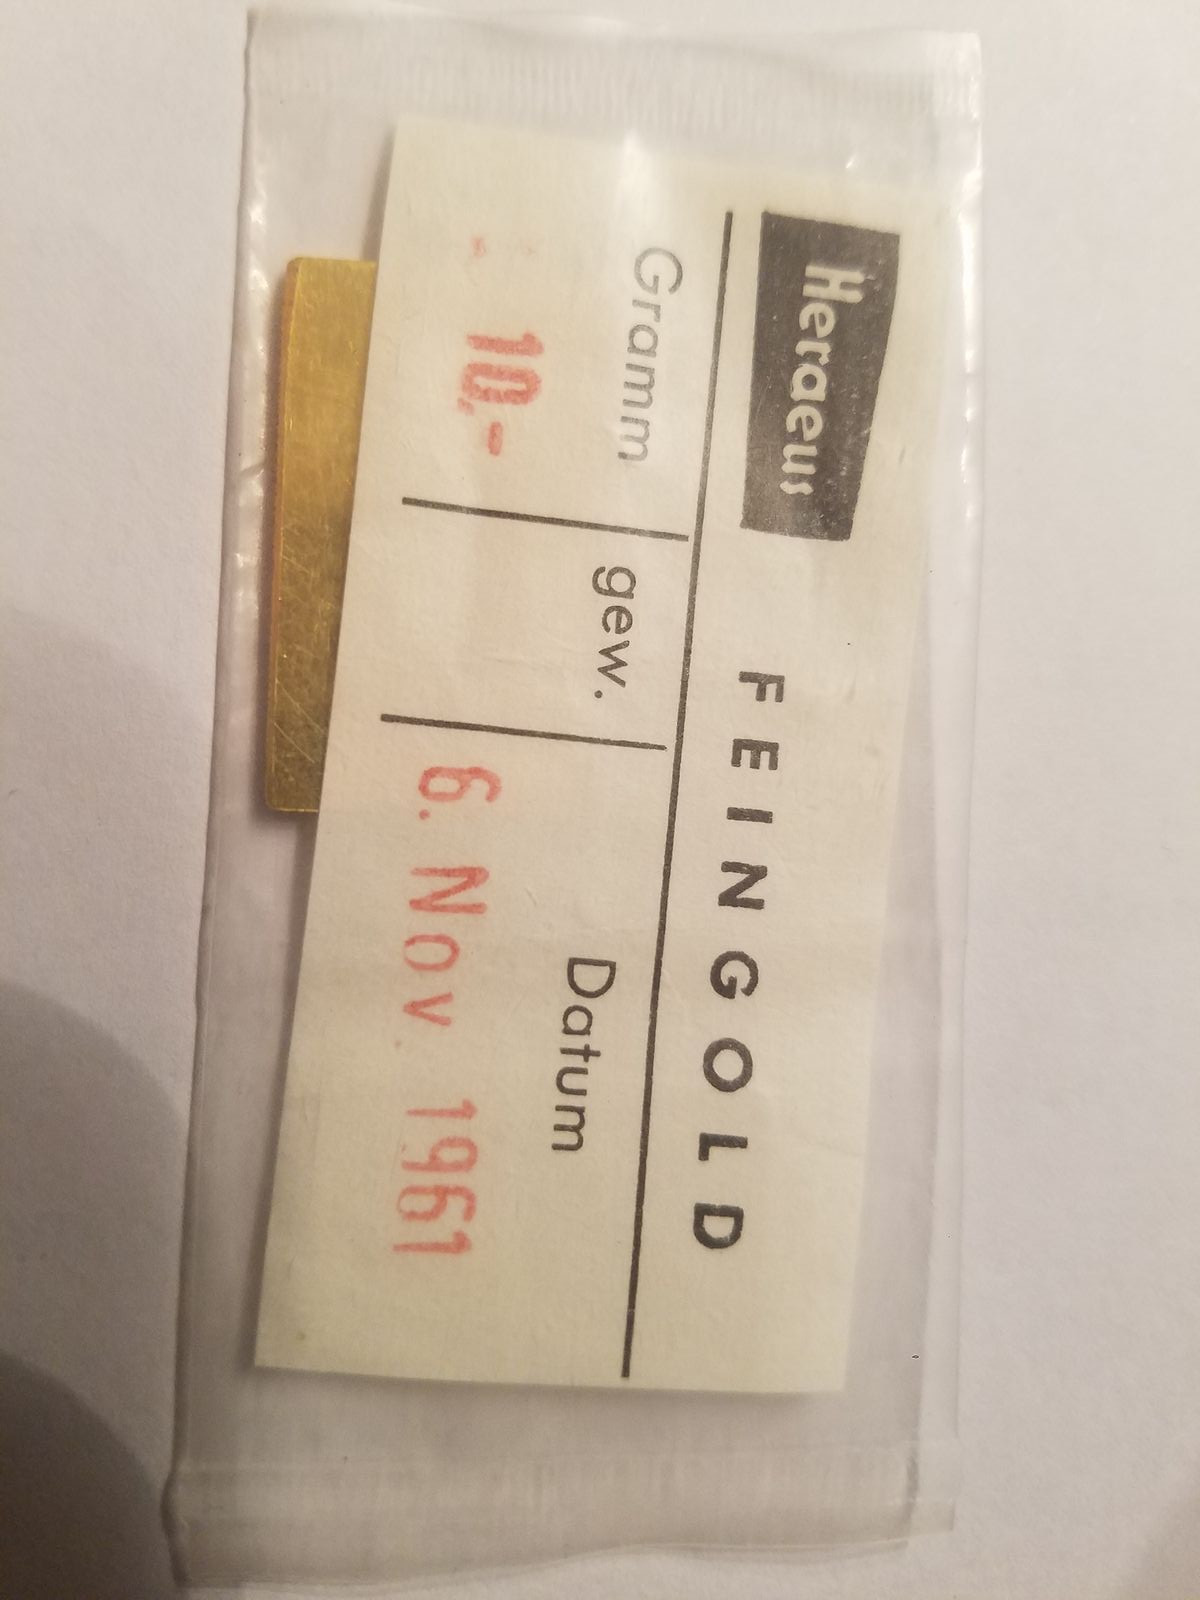 Heraeus FEINGOLD
Gramm gew. Datum
10,- 6. Nov. 1961